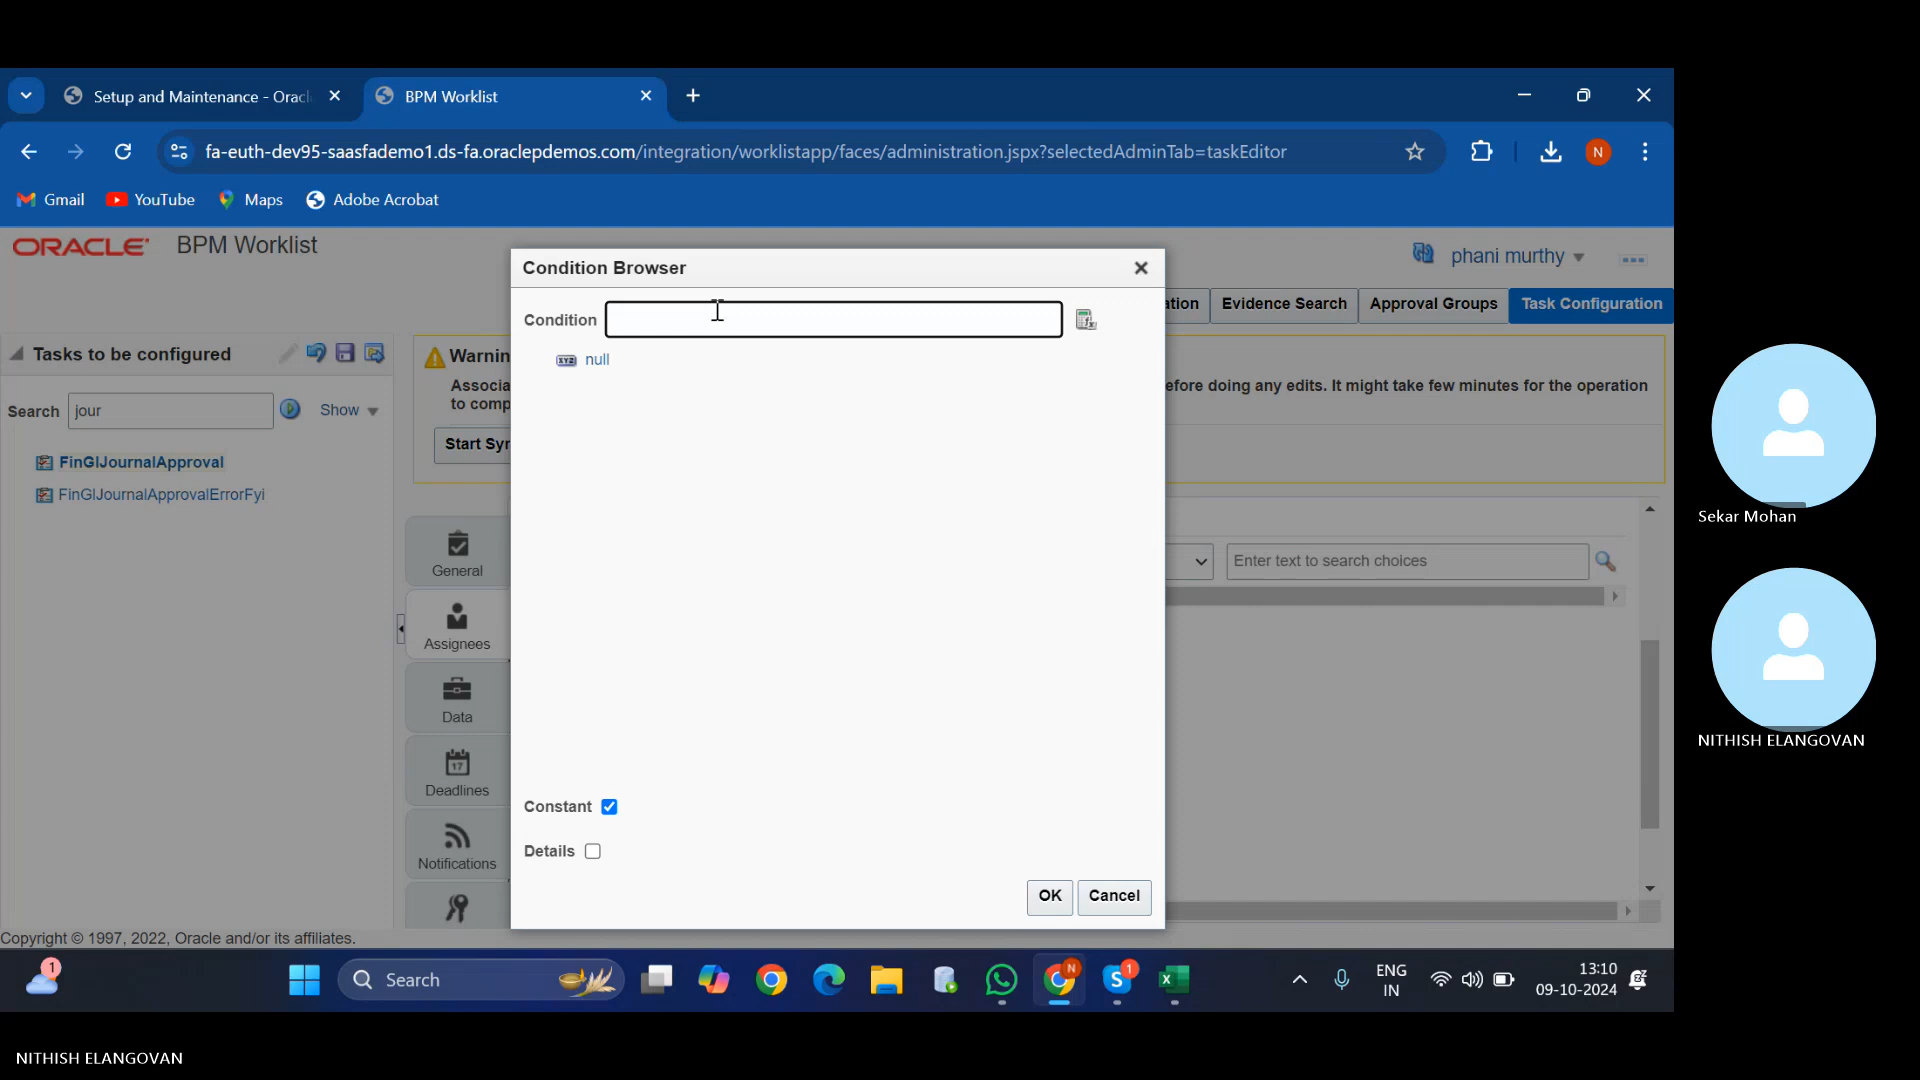 Setup and Maintenance - Orac
BPM Worklist
fa-euth-dev95-saasfademo1.ds-fa.oraclepdemos.com/integration/worklistapp/faces/administration.jspx?selectedAdminTab=taskEditor
N
Gmail
YouTube
Maps
Adobe Acrobat
ORACLE
BPM Worklist
phani murthy
ation
Evidence Search
Approval Groups
Task Configuration
Condition Browser
Condition
null
Constant
Details
OK
Cancel
Tasks to be configured
Search
jour
Show
FinGlJournalApproval
FinGlJournalApprovalErrorFyi
Warnin
Associa
efore doing any edits. It might take few minutes for the operation
to comp
Start Syn
General
Assignees
Data
17
Deadlines
Notifications
Enter text to search choices
Copyright © 1997, 2022, Oracle and/or its affiliates.
1
Search
N
1
ENG
IN
13:10
09-10-2024
Sekar Mohan
NITHISH ELANGOVAN
NITHISH ELANGOVAN